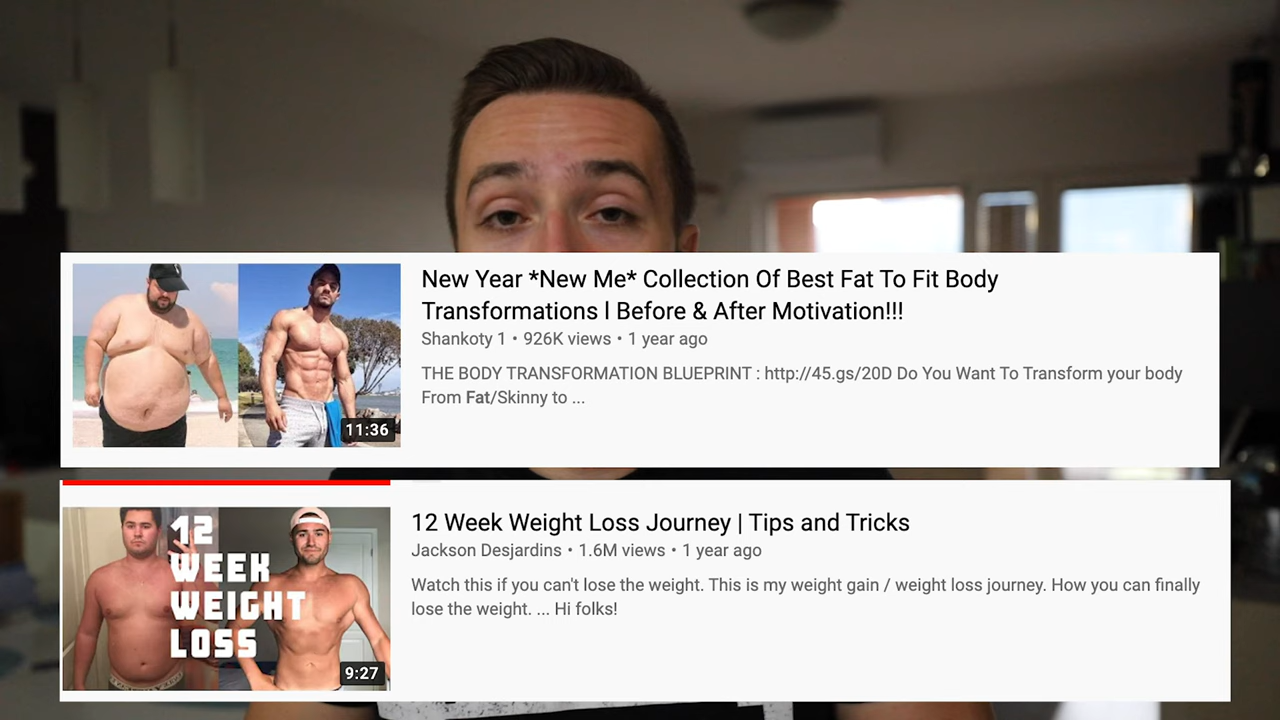 New Year *New Me* Collection Of Best Fat To Fit Body
Transformations l Before & After Motivation!!!
Shankoty 1 • 926K views • 1 year ago
THE BODY TRANSFORMATION BLUEPRINT : http://45.gs/20D Do You Want To Transform your body
From Fat/Skinny to ...
11:36
12 Week Weight Loss Journey | Tips and Tricks
Jackson Desjardins • 1.6M views • 1 year ago
Watch this if you can't lose the weight. This is my weight gain / weight loss journey. How you can finally
lose the weight. ... Hi folks!
12
WEEK
WEIGHT
LOSS
9:27